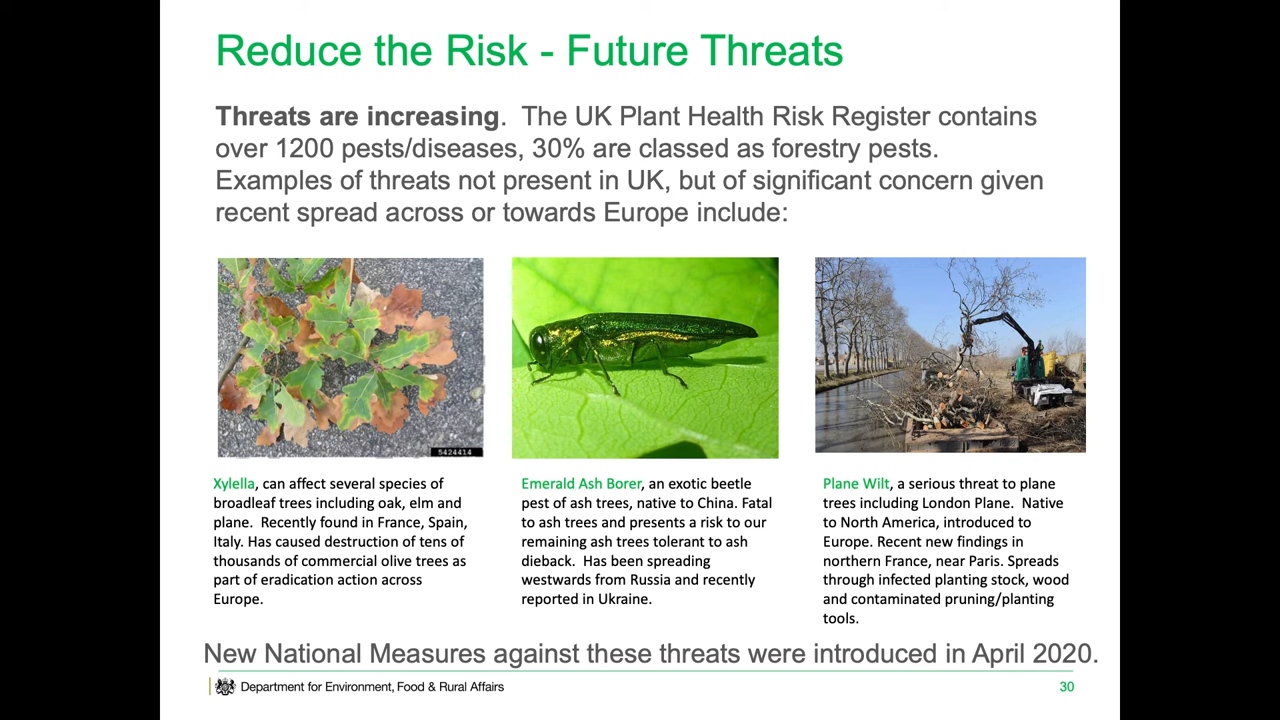 Reduce the Risk - Future Threats
Threats are increasing. The UK Plant Health Risk Register contains
over 1200 pests/diseases, 30% are classed as forestry pests.
Examples of threats not present in UK, but of significant concern given
recent spread across or towards Europe include:
5424414
Xylella, can affect several species of
broadleaf trees including oak, elm and
plane. Recently found in France, Spain,
Italy. Has caused destruction of tens of
thousands of commercial olive trees as
part of eradication action across
Europe.
Emerald Ash Borer, an exotic beetle
pest of ash trees, native to China. Fatal
to ash trees and presents a risk to our
remaining ash trees tolerant to ash
dieback. Has been spreading
westwards from Russia and recently
reported in Ukraine.
Plane Wilt, a serious threat to plane
trees including London Plane. Native
to North America, introduced to
Europe. Recent new findings in
northern France, near Paris. Spreads
through infected planting stock, wood
and contaminated pruning/planting
tools.
New National Measures against these threats were introduced in April 2020.
Department for Environment, Food & Rural Affairs
30